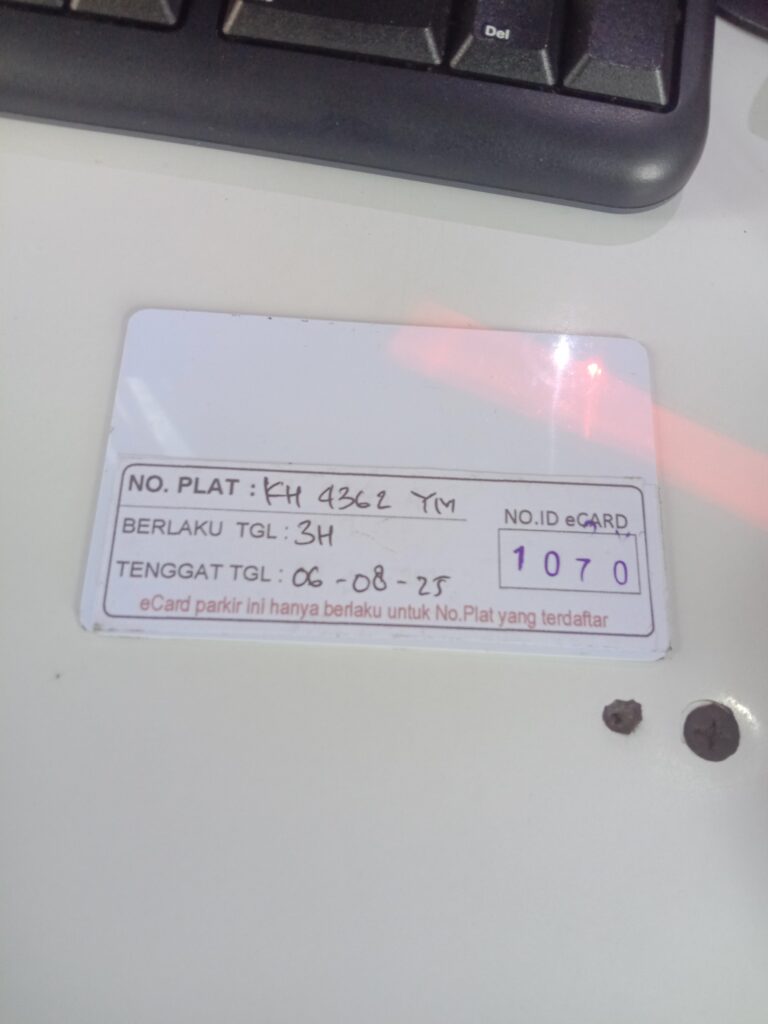 Del
NO. PLAT : KH 4362 YM
BERLAKU TGL : 3H
TENGGAT TGL : 06-08-25
NO.ID eCARD
1070
eCard parkir ini hanya berlaku untuk No.Plat yang terdaftar